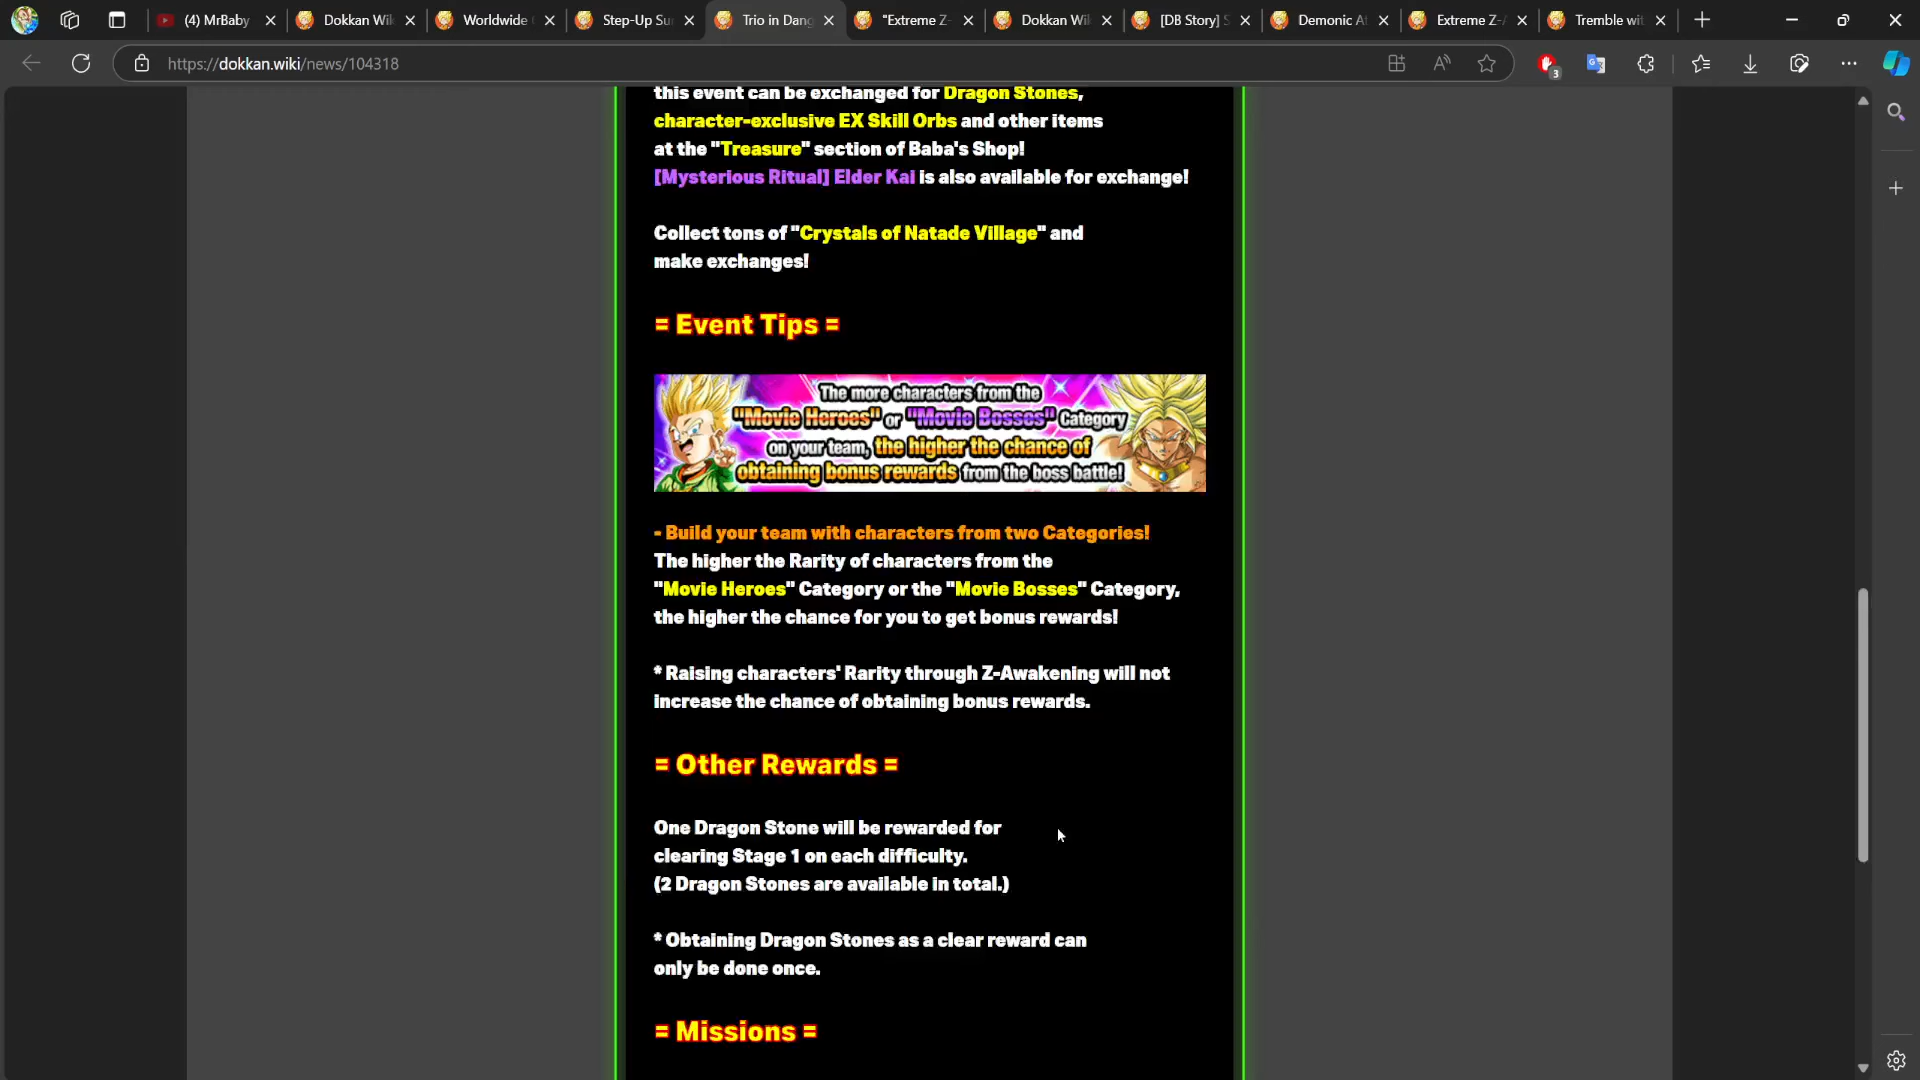 (4) MrBaby
Dokkan Wi
Worldwide
Step-Up Su
Trio in Dang
"Extreme Z-
Dokkan Wi
[DB Story] S
Demonic A
Extreme Z-A
Tremble wit
https://dokkan.wiki/news/104318
3
this event can be exchanged for Dragon Stones,
character-exclusive EX Skill Orbs and other items
at the "Treasure" section of Baba's Shop!
[Mysterious Ritual] Elder Kai is also available for exchange!
Collect tons of "Crystals of Natade Village" and
make exchanges!
= Event Tips =
The more characters from the
"Movie Heroes" or "Movie Bosses" Category
on your team, the higher the chance of
obtaining bonus rewards from the boss battle!
- Build your team with characters from two Categories!
The higher the Rarity of characters from the
"Movie Heroes" Category or the "Movie Bosses" Category,
the higher the chance for you to get bonus rewards!
* Raising characters' Rarity through Z-Awakening will not
increase the chance of obtaining bonus rewards.
= Other Rewards =
One Dragon Stone will be rewarded for
clearing Stage 1 on each difficulty.
(2 Dragon Stones are available in total.)
* Obtaining Dragon Stones as a clear reward can
only be done once.
= Missions =